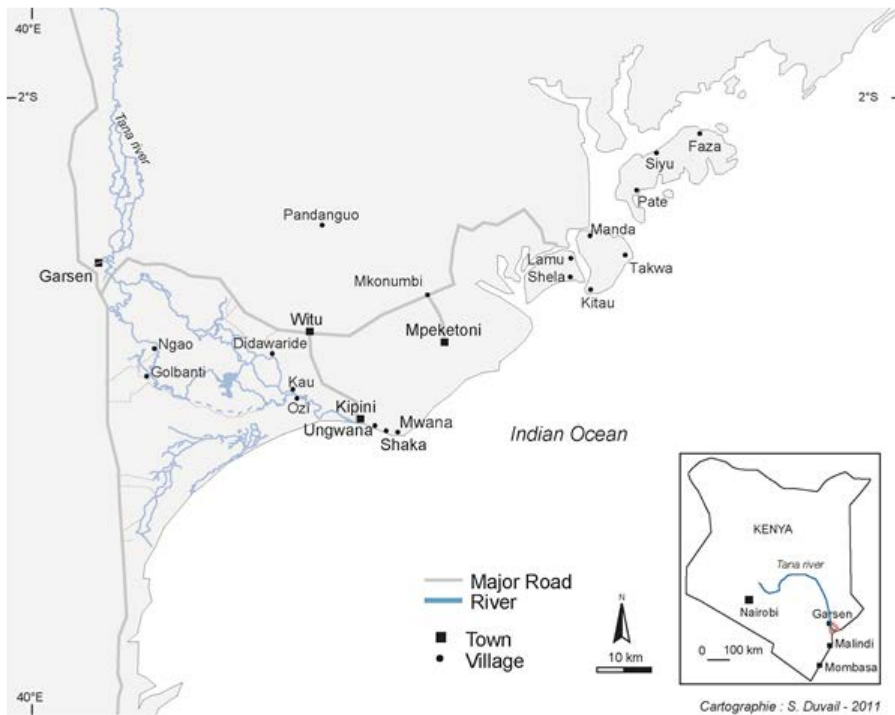 40°E
2°S
2°S
Tana river
Faza
Siyu
Pate
Pandanguo
Manda
Garsen
Lamu
Takwa
Shela
Mkonumbi
Kitau
Witu
Mpeketoni
Ngao
Didawaride
Golbanti
Kau
Ozi
Kipini
Ungwana
Mwana
Shaka
Indian Ocean
Major Road
River
Town
Village
N
10 km
KENYA
Tana river
Nairobi
Garsen
0 100 km
Malindi
Mombasa
40°E
Cartographie : S. Duvail - 2011